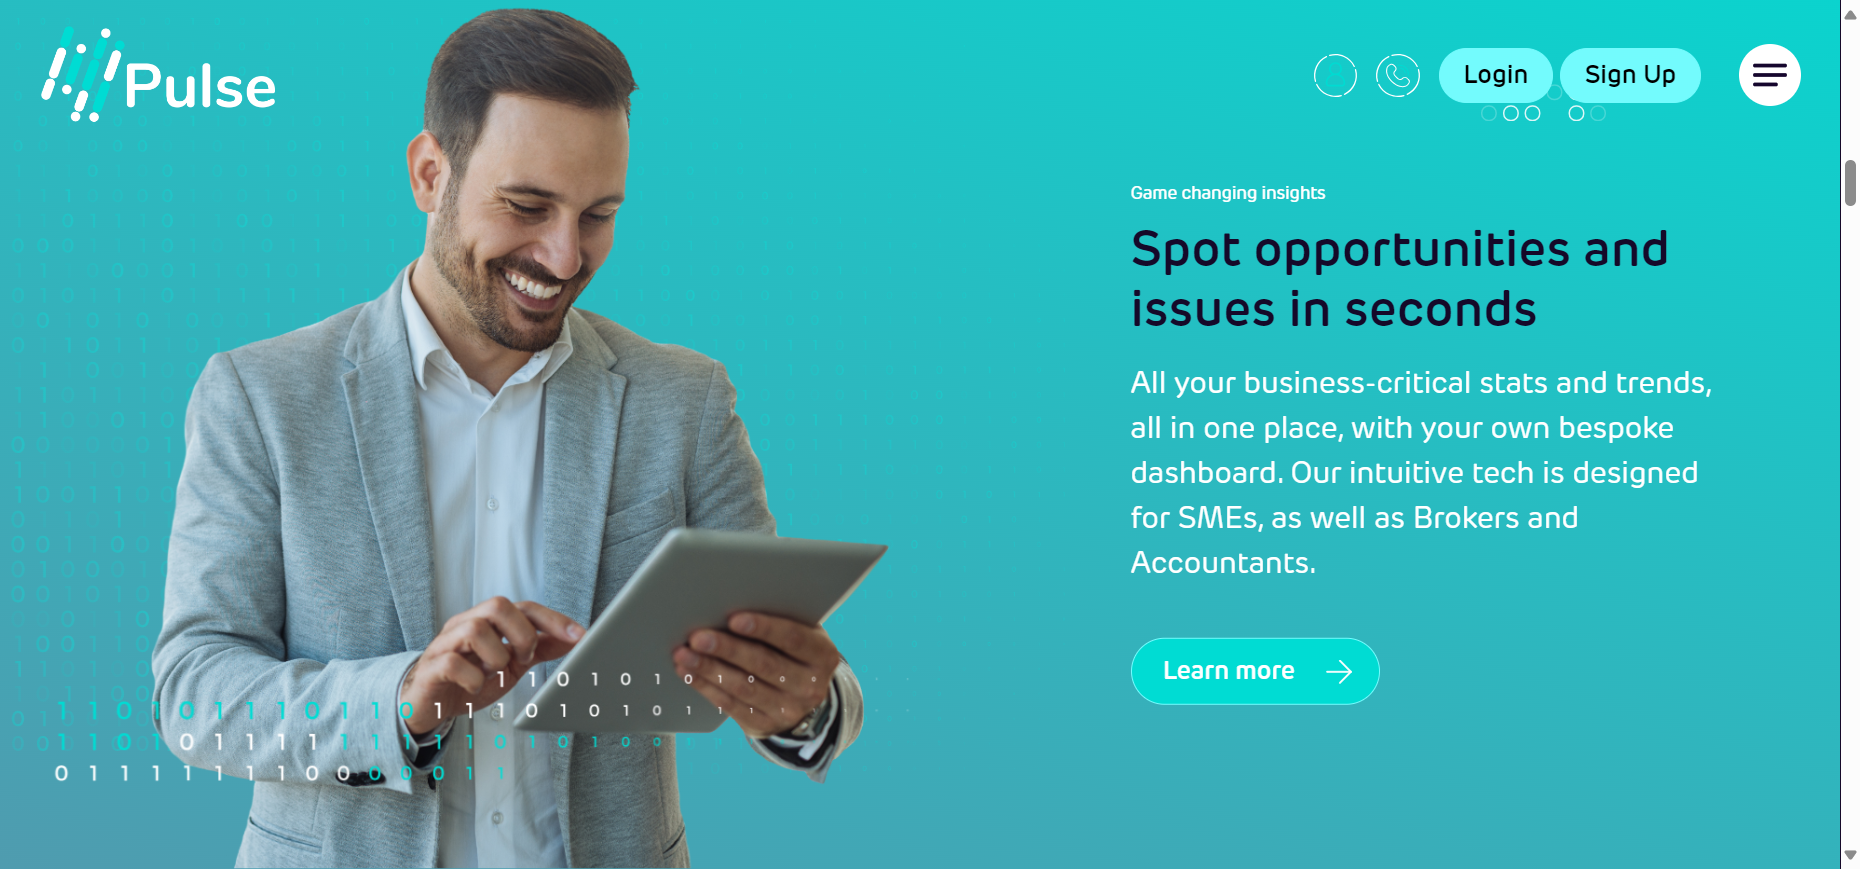 Pulse
Login
Sign Up
Game changing insights
Spot opportunities and
issues in seconds
All your business-critical stats and trends,
all in one place, with your own bespoke
dashboard. Our intuitive tech is designed
for SMEs, as well as Brokers and
Accountants.
Learn more